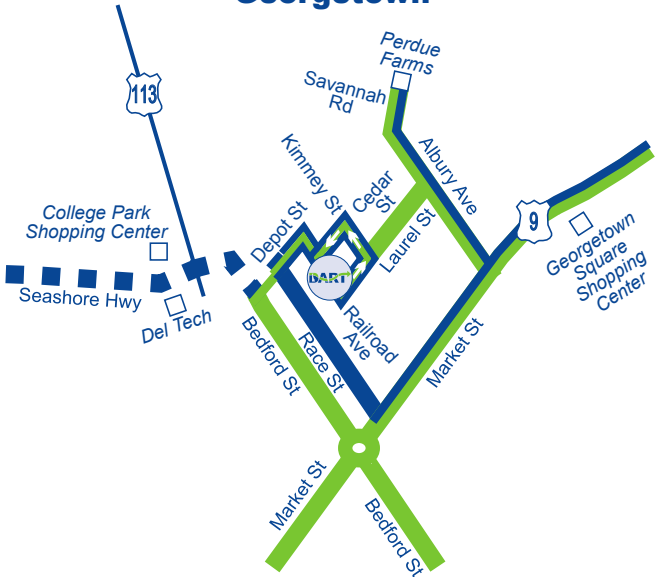 Georgetown
Perdue
Farms
Savannah
Rd
113
Kimmey St
Cedar
St
Albury Ave
College Park
Shopping Center
Depot St
Laurel St
9
Georgetown
Square
Shopping
Center
Seashore Hwy
DART
Del Tech
Railroad
Ave
Bedford St
Race St
Market St
Market St
Bedford St